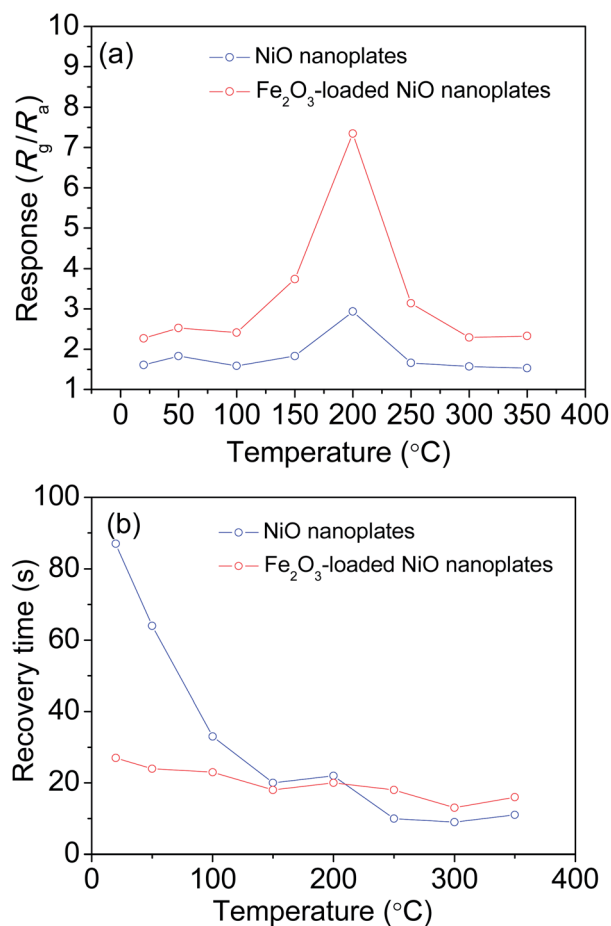 (a)
NiO nanoplates
Fe₂O₃-loaded NiO nanoplates
Response (Rg/Ra)
10
9
8
7
6
5
4
3
2
1
0 50 100 150 200 250 300 350 400
Temperature (°C)
(b)
NiO nanoplates
Fe₂O₃-loaded NiO nanoplates
Recovery time (s)
100
80
60
40
20
0
0 100 200 300 400
Temperature (°C)